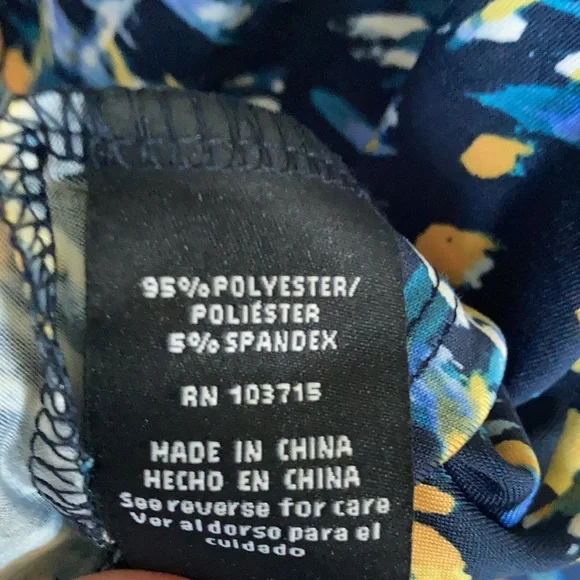 95% POLYESTER/
POLIÉSTER
5% SPANDEX
RN 103715
MADE IN CHINA
HECHO EN CHINA
See reverse for care
Ver al dorso para el
cuidado